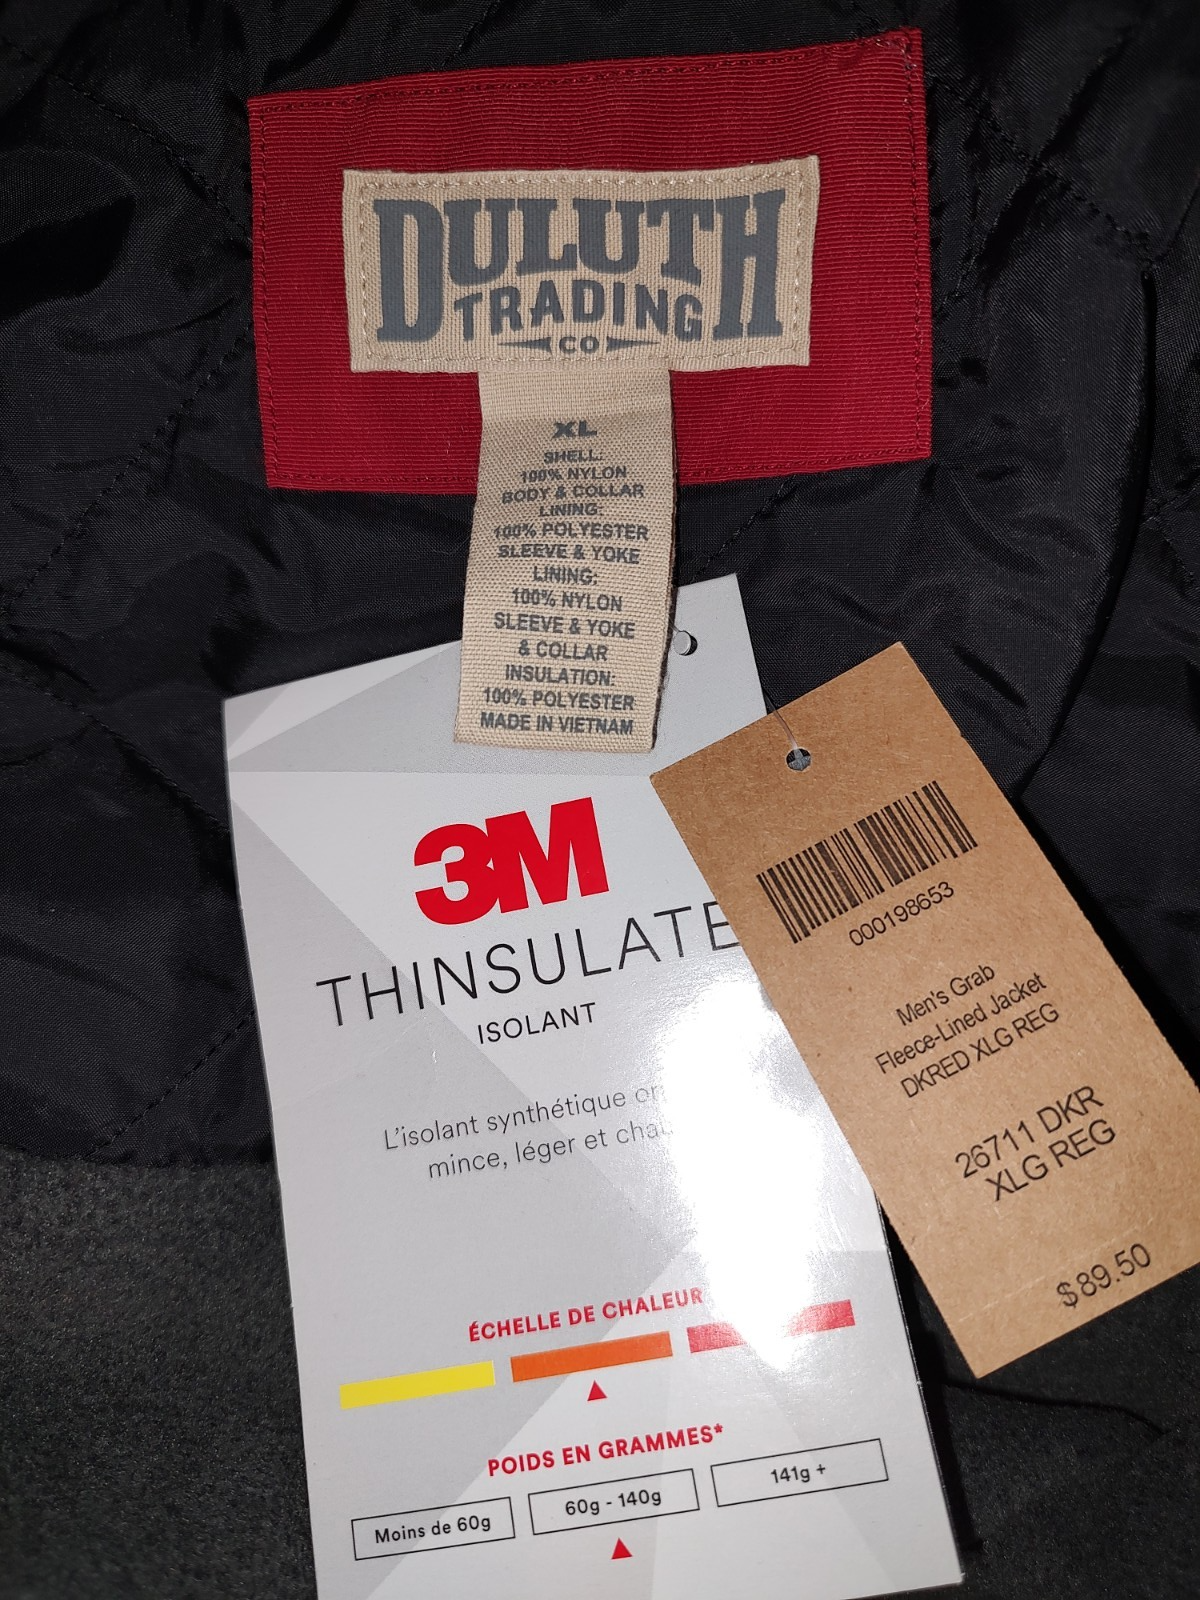 DULUTH
TRADING
CO
XL
SHELL:
100% NYLON
BODY & COLLAR
LINING:
100% POLYESTER
SLEEVE & YOKE
LINING:
100% NYLON
SLEEVE & YOKE
& COLLAR
INSULATION:
100% POLYESTER
MADE IN VIETNAM
3M
THINSULATE
ISOLANT
L'isolant synthétique
mince, léger et
ÉCHELLE DE CHALEUR
POIDS EN GRAMMES*
Moins de 60g
60g - 140g
141g +
000198653
Men's Grab
Fleece-Lined Jacket
DKRED XLG REG
26711 DKR
XLG REG
$89.50